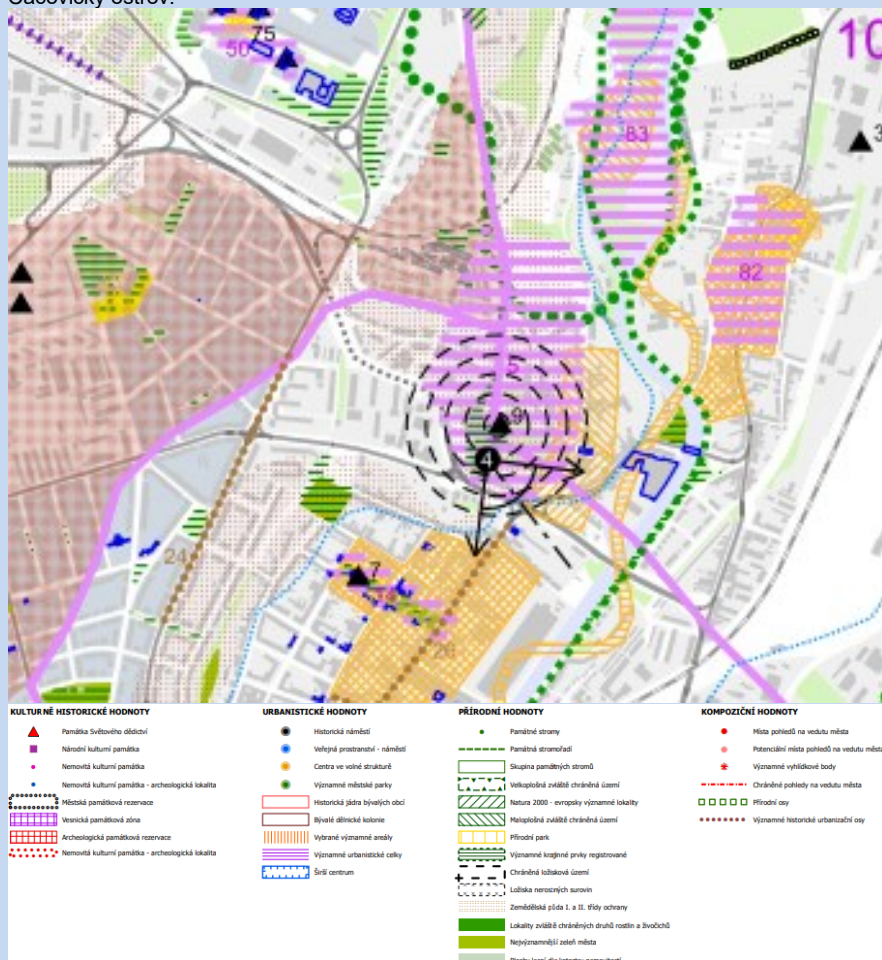 ostrov.
75
50
10
83
3
82
5
9
4
24
7
26
KULTURNĚ HISTORICKÉ HODNOTY
Památka Světového dědictví
Národní kulturní památka
Nemovitá kulturní památka
Nemovitá kulturní památka - archeologická lokalita
Městská památková rezervace
Vesnická památková zóna
Archeologická památková rezervace
Nemovitá kulturní památka - archeologická lokalita
URBANISTICKÉ HODNOTY
Historická náměstí
Veřejná prostranství - náměstí
Centra ve volné struktuře
Významné městské parky
Historická jádra bývalých obcí
Bývalé dělnické kolonie
Vybrané významné areály
Významné urbanistické celky
Širší centrum
PŘÍRODNÍ HODNOTY
Památné stromy
Památná stromořadí
Skupina památných stromů
Velkoplošná zvláště chráněná území
Natura 2000 - evropsky významné lokality
Maloplošná zvláště chráněná území
Přírodní park
Významné krajinné prvky registrované
Chráněná ložisková území
Ložiska nerostných surovin
Zemědělská půda I. a II. třídy ochrany
Lokality zvláště chráněných druhů rostlin a živočichů
Nejvýznamnější zeleň města
KOMPOZIČNÍ HODNOTY
Místa pohledů na vedutu města
Potenciální místa pohledů na vedutu města
Významné vyhlídkové body
Chráněné pohledy na vedutu města
Přírodní osy
Významné historické urbanizační osy